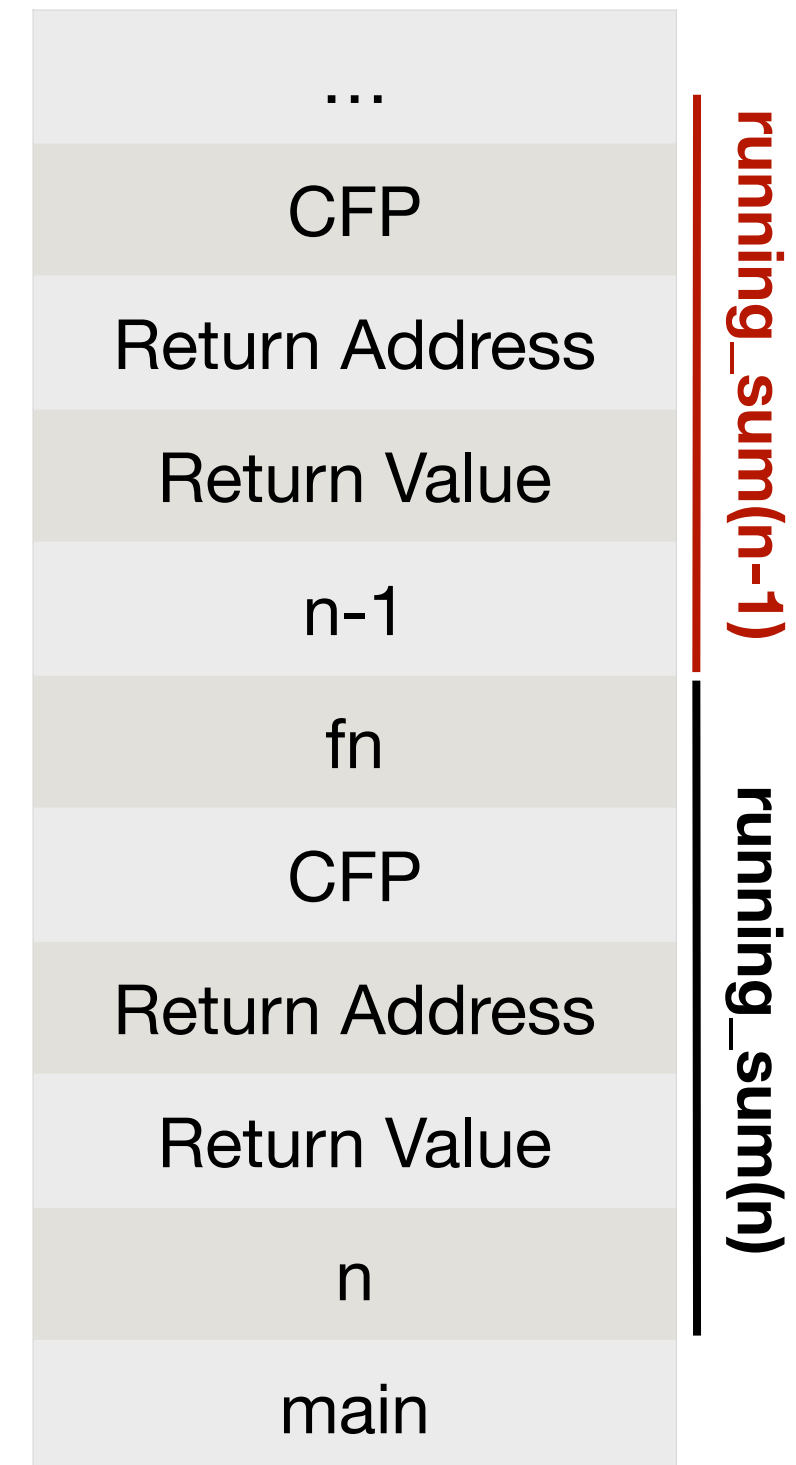 ...
CFP
Return Address
Return Value
n-1
fn
CFP
Return Address
Return Value
n
main
running_sum(n-1)
running_sum(n)